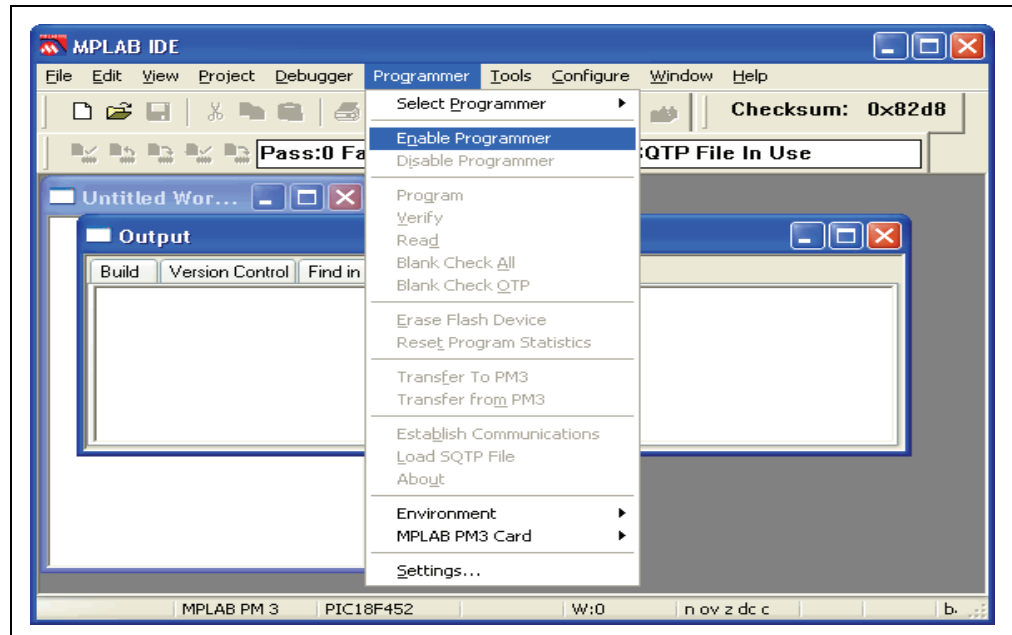 MPLAB IDE
File Edit View Project Debugger Programmer Tools Configure Window Help
Checksum: 0x82d8
Pass:0 Fa
QTP File In Use
Untitled Wor...
Output
Build Version Control Find in
Select Programmer
Enable Programmer
Disable Programmer
Program
Verify
Read
Blank Check All
Blank Check OTP
Erase Flash Device
Reset Program Statistics
Transfer To PM3
Transfer from PM3
Establish Communications
Load SQTP File
About
Environment
MPLAB PM3 Card
Settings...
MPLAB PM 3 PIC18F452 W:0 n ov z dc c b.